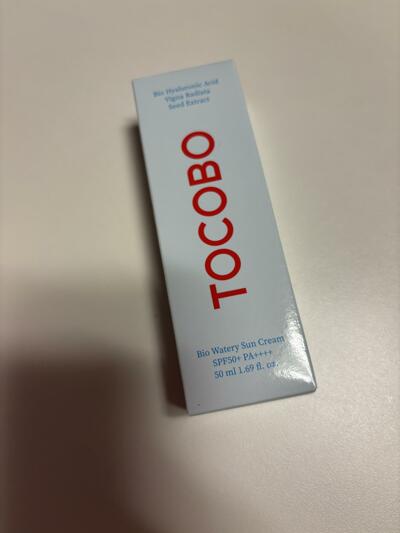 Bio Hyaluronic Acid
Vigna Radiata
Seed Extract
TOCOBO
Bio Watery Sun Cream
SPF50+ PA++++
50 ml 1.69 fl. oz.